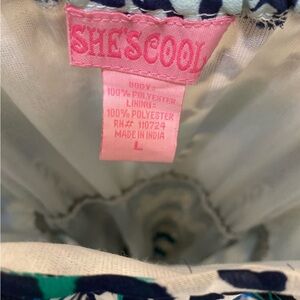 SHE'SCOOL
BODY:
100% POLYESTER
LINING:
100% POLYESTER
RN# 110724
MADE IN INDIA
L